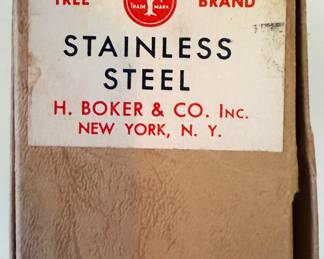 TREE BRAND
TRADE MARK
STAINLESS
STEEL
H. BOKER & CO. INC.
NEW YORK, N. Y.